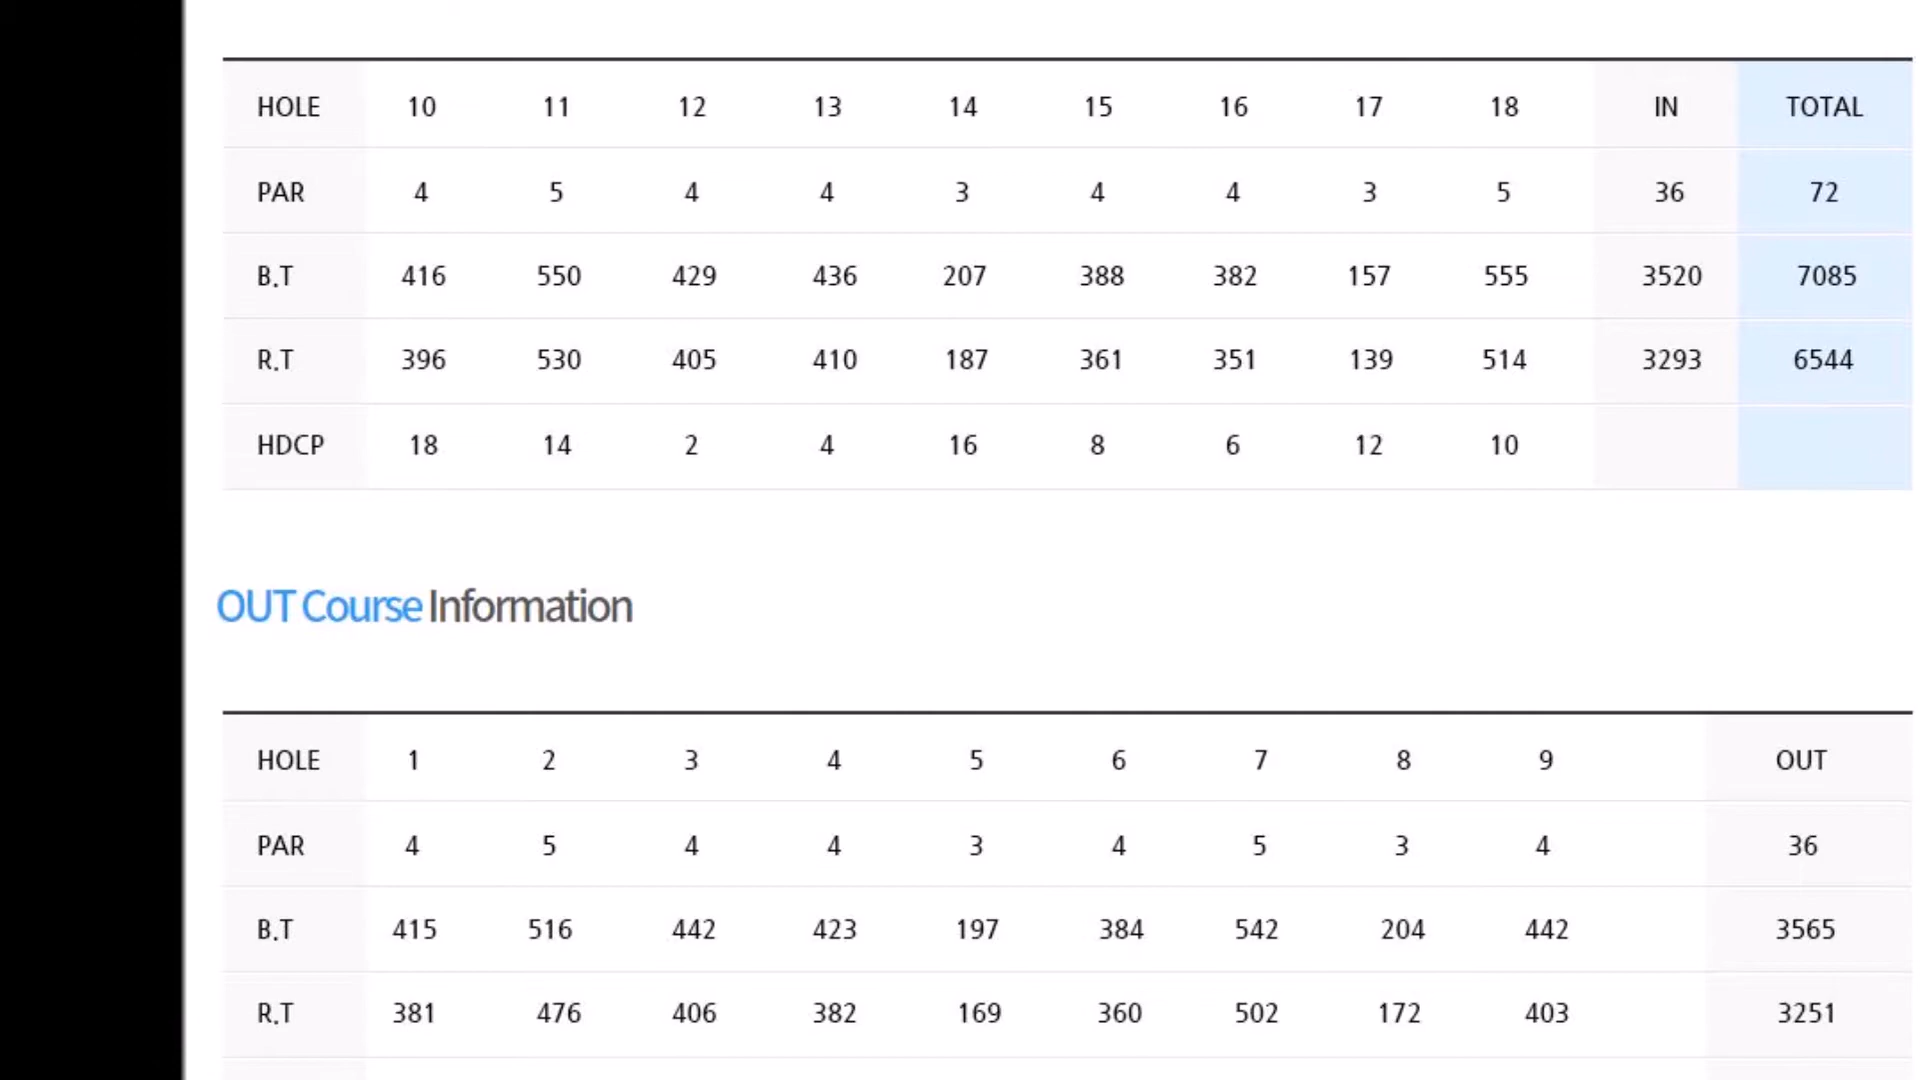 HOLE 10 11 12 13 14 15 16 17 18 IN TOTAL
PAR 4 5 4 4 3 4 4 3 5 36 72
B.T 416 550 429 436 207 388 382 157 555 3520 7085
R.T 396 530 405 410 187 361 351 139 514 3293 6544
HDCP 18 14 2 4 16 8 6 12 10
OUT Course Information
HOLE 1 2 3 4 5 6 7 8 9 OUT
PAR 4 5 4 4 3 4 5 3 4 36
B.T 415 516 442 423 197 384 542 204 442 3565
R.T 381 476 406 382 169 360 502 172 403 3251